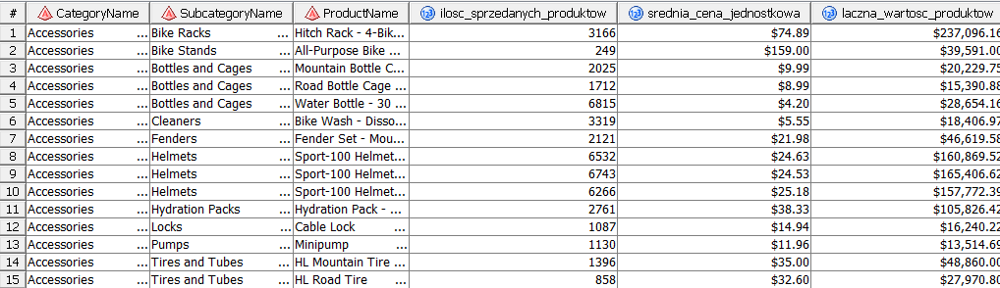 # CategoryName SubcategoryName ProductName ilosc_sprzedanych_produktow srednia_cena_jednostkowa laczna_wartosc_produktow
1 Accessories ... Bike Racks ... Hitch Rack - 4-Bik... 3166 $74.89 $237,096.16
2 Accessories ... Bike Stands ... All-Purpose Bike ... 249 $159.00 $39,591.00
3 Accessories ... Bottles and Cages ... Mountain Bottle C... 2025 $9.99 $20,229.75
4 Accessories ... Bottles and Cages ... Road Bottle Cage ... 1712 $8.99 $15,390.88
5 Accessories ... Bottles and Cages ... Water Bottle - 30 ... 6815 $4.20 $28,654.16
6 Accessories ... Cleaners ... Bike Wash - Disso... 3319 $5.55 $18,406.97
7 Accessories ... Fenders ... Fender Set - Mou... 2121 $21.98 $46,619.58
8 Accessories ... Helmets ... Sport-100 Helmet... 6532 $24.63 $160,869.52
9 Accessories ... Helmets ... Sport-100 Helmet... 6743 $24.53 $165,406.62
10 Accessories ... Helmets ... Sport-100 Helmet... 6266 $25.18 $157,772.39
11 Accessories ... Hydration Packs ... Hydration Pack - ... 2761 $38.33 $105,826.42
12 Accessories ... Locks ... Cable Lock ... 1087 $14.94 $16,240.22
13 Accessories ... Pumps ... Minipump ... 1130 $11.96 $13,514.69
14 Accessories ... Tires and Tubes ... HL Mountain Tire ... 1396 $35.00 $48,860.00
15 Accessories ... Tires and Tubes ... HL Road Tire ... 858 $32.60 $27,970.80